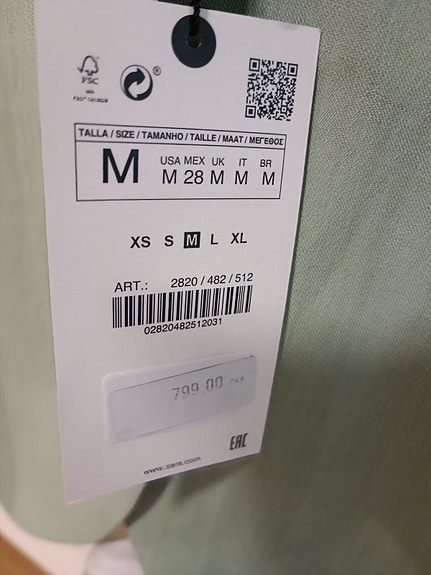 FSC
®
TALLA / SIZE / TAMANHO / TAILLE / MAAT / ΜΕΓΕΘΟΣ
M
USA MEX UK IT BR
M 28 M M M
XS S M L XL
ART.: 2820 / 482 / 512
02820482512031
799.00
EAC
www.zara.com